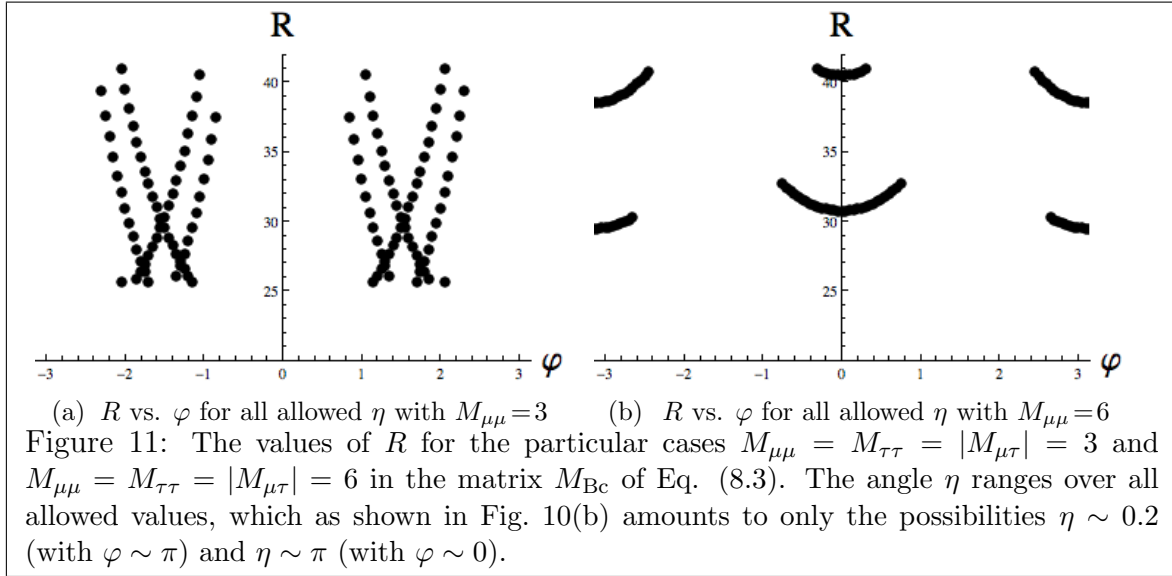 R
R
40
35
30
25
−3 −2 −1 0 1 2 3 φ
40
35
30
25
−3 −2 −1 0 1 2 3 φ
(a) R vs. φ for all allowed η with Mμμ=3 (b) R vs. φ for all allowed η with Mμμ=6
Figure 11: The values of R for the particular cases Mμμ = Mττ = |Mμτ| = 3 and
Mμμ = Mττ = |Mμτ| = 6 in the matrix MBc of Eq. (8.3). The angle η ranges over all
allowed values, which as shown in Fig. 10(b) amounts to only the possibilities η ∼ 0.2
(with φ ∼ π) and η ∼ π (with φ ∼ 0).